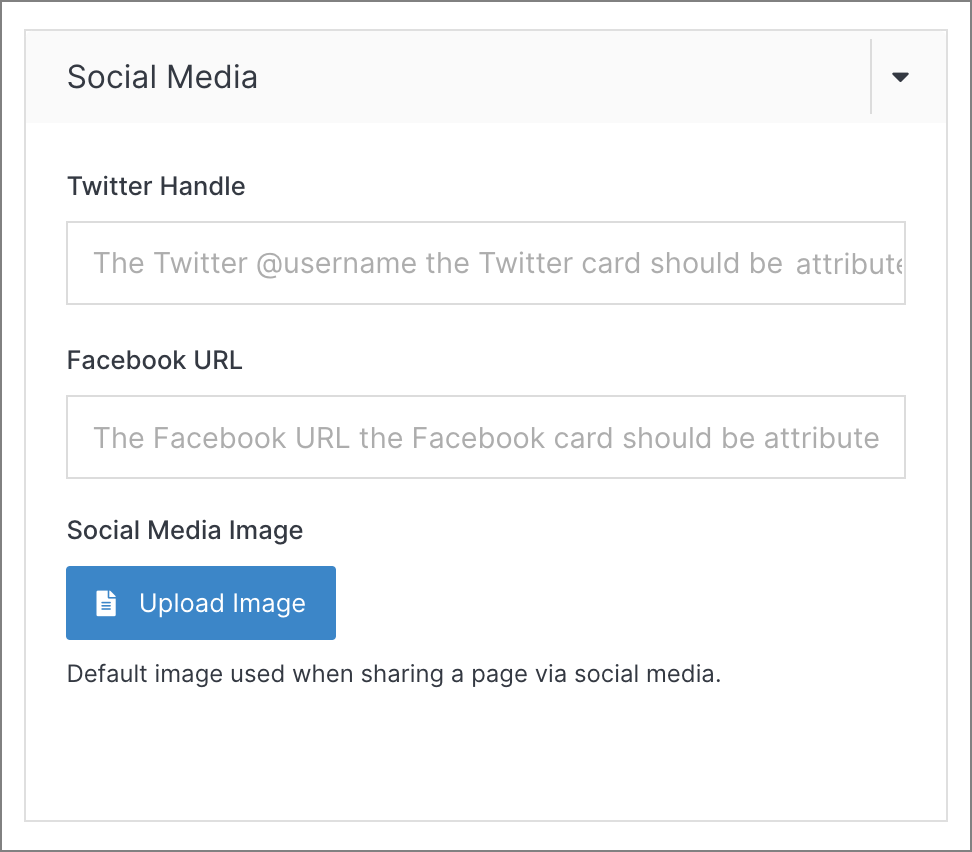 Social Media
Twitter Handle
The Twitter @username the Twitter card should be attribute
Facebook URL
The Facebook URL the Facebook card should be attribute
Social Media Image
Upload Image
Default image used when sharing a page via social media.